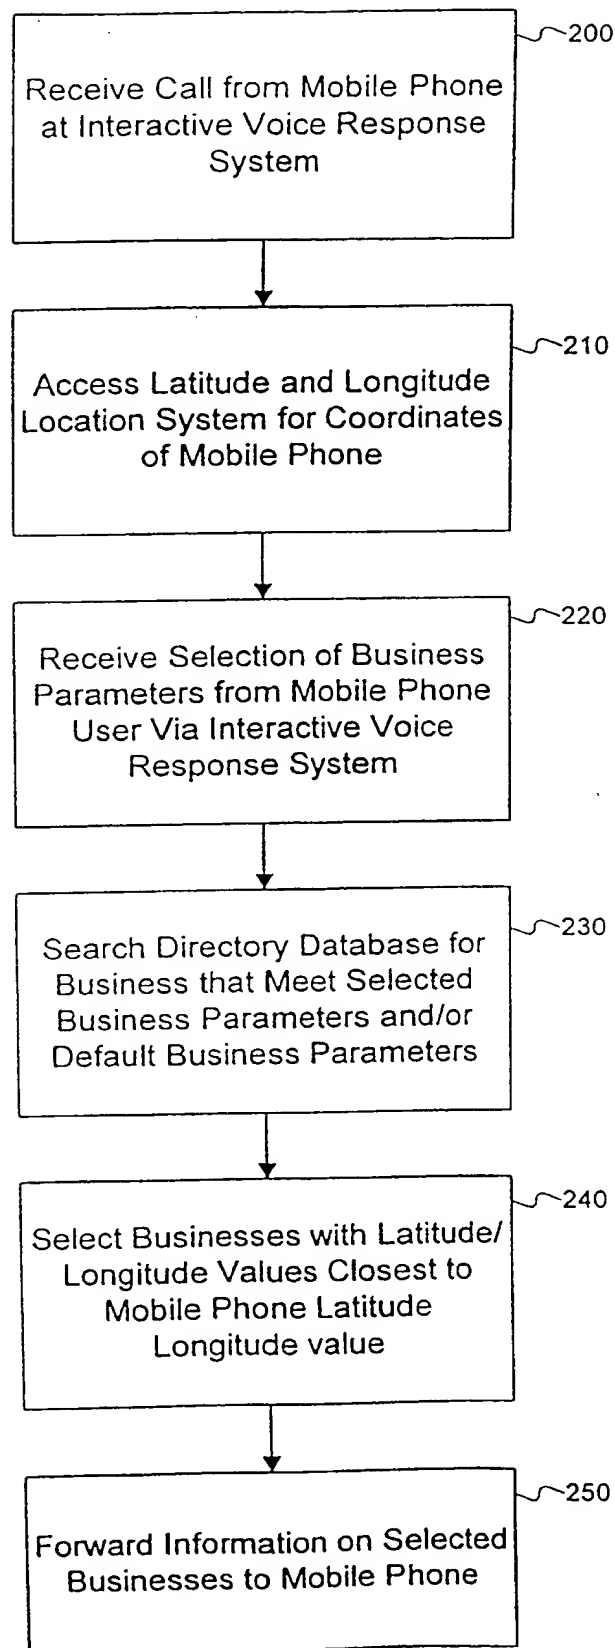 200
Receive Call from Mobile Phone
at Interactive Voice Response
System
210
Access Latitude and Longitude
Location System for Coordinates
of Mobile Phone
220
Receive Selection of Business
Parameters from Mobile Phone
User Via Interactive Voice
Response System
230
Search Directory Database for
Business that Meet Selected
Business Parameters and/or
Default Business Parameters
240
Select Businesses with Latitude/
Longitude Values Closest to
Mobile Phone Latitude
Longitude value
250
Forward Information on Selected
Businesses to Mobile Phone